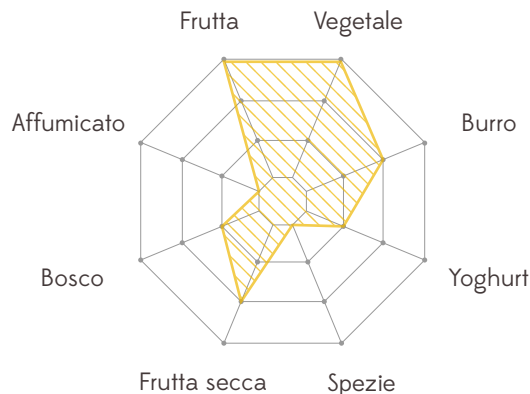 Frutta
Vegetale
Affumicato
Burro
Bosco
Yoghurt
Frutta secca
Spezie